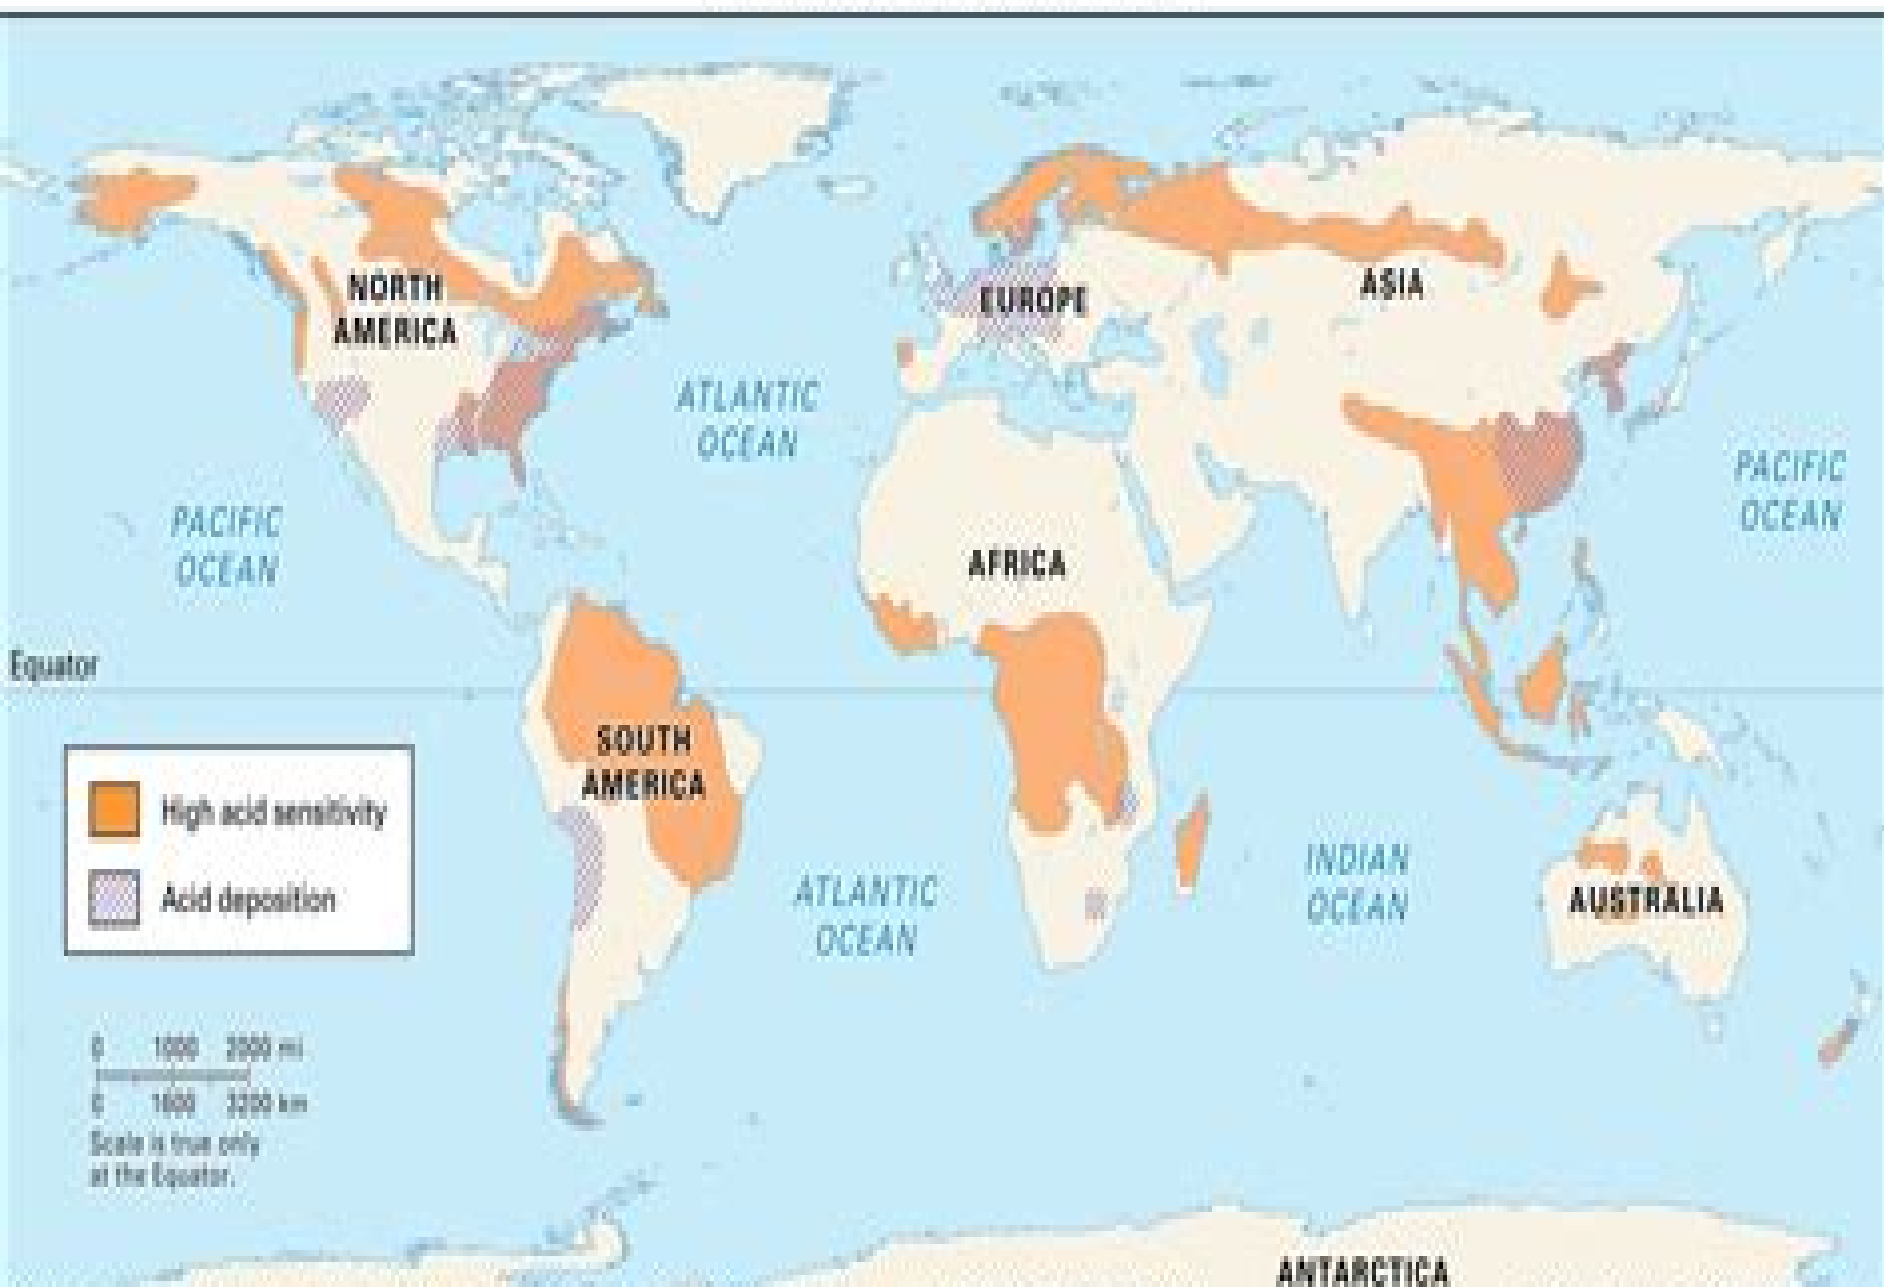 NORTH
AMERICA
EUROPE
ASIA
ATLANTIC
OCEAN
PACIFIC
OCEAN
PACIFIC
OCEAN
AFRICA
Equator
SOUTH
AMERICA
High acid sensitivity
Acid deposition
ATLANTIC
OCEAN
INDIAN
OCEAN
AUSTRALIA
0 1000 2000 mi
0 1600 3200 km
Scale is true only
at the Equator.
ANTARCTICA